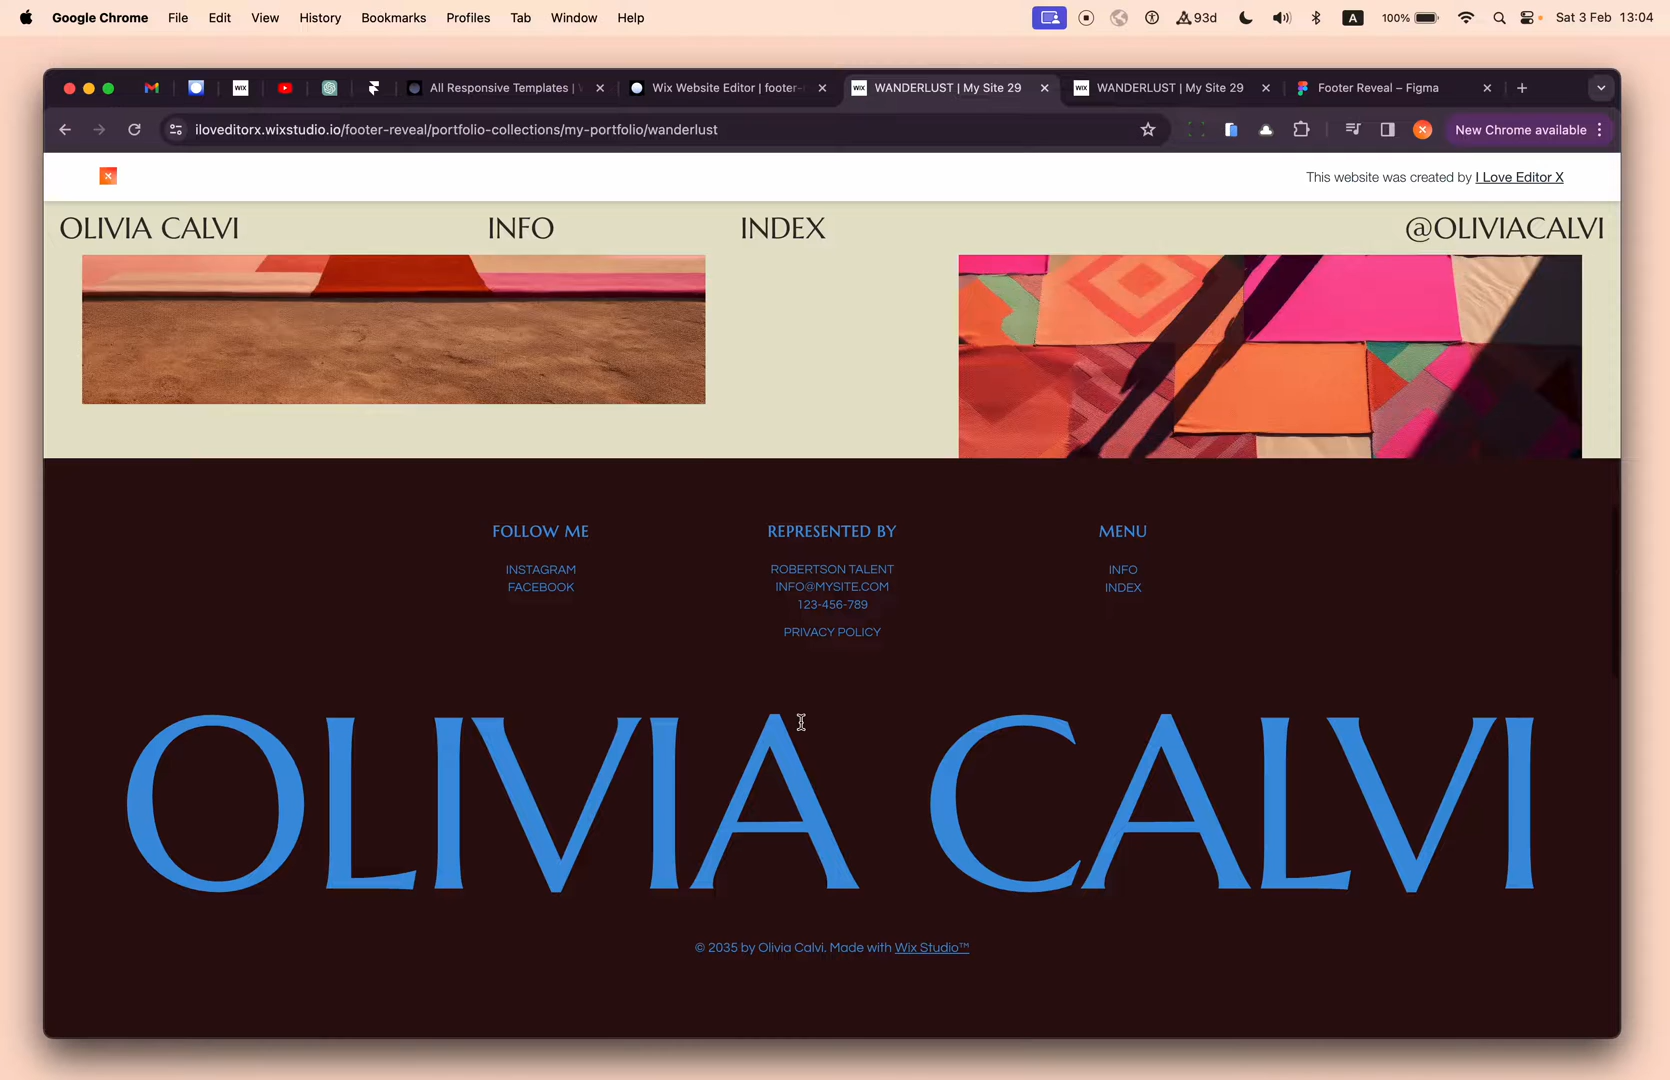 Google Chrome File Edit View History Bookmarks Profiles Tab Window Help 93d A 100% Sat 3 Feb 13:04
WIX All Responsive Templates | Wix Website Editor | footer- WIX WANDERLUST | My Site 29 WIX WANDERLUST | My Site 29 Footer Reveal – Figma
iloveditorx.wixstudio.io/footer-reveal/portfolio-collections/my-portfolio/wanderlust New Chrome available
This website was created by I Love Editor X
OLIVIA CALVI INFO INDEX @OLIVIACALVI
FOLLOW ME
INSTAGRAM
FACEBOOK
REPRESENTED BY
ROBERTSON TALENT
INFO@MYSITE.COM
123-456-789
PRIVACY POLICY
MENU
INFO
INDEX
OLIVIA CALVI
© 2035 by Olivia Calvi. Made with Wix Studio™